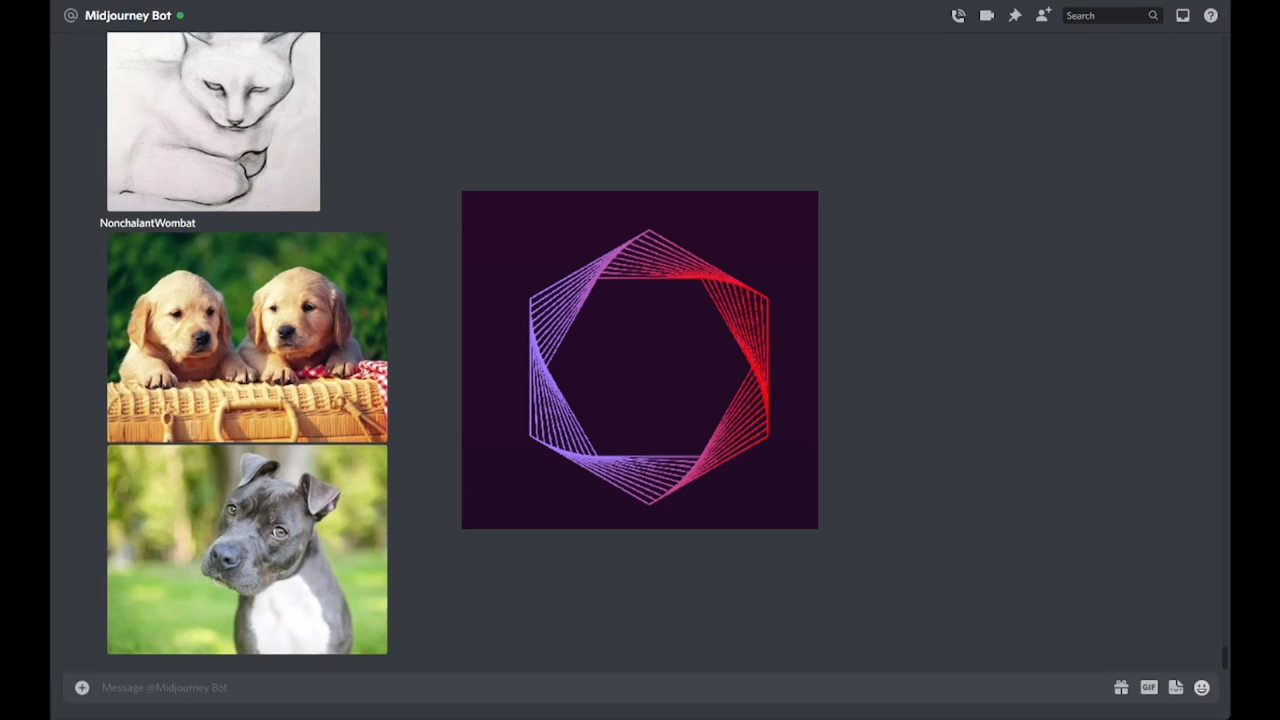 Midjourney Bot
Search
NonchalantWombat
GIF
Message @Midjourney Bot